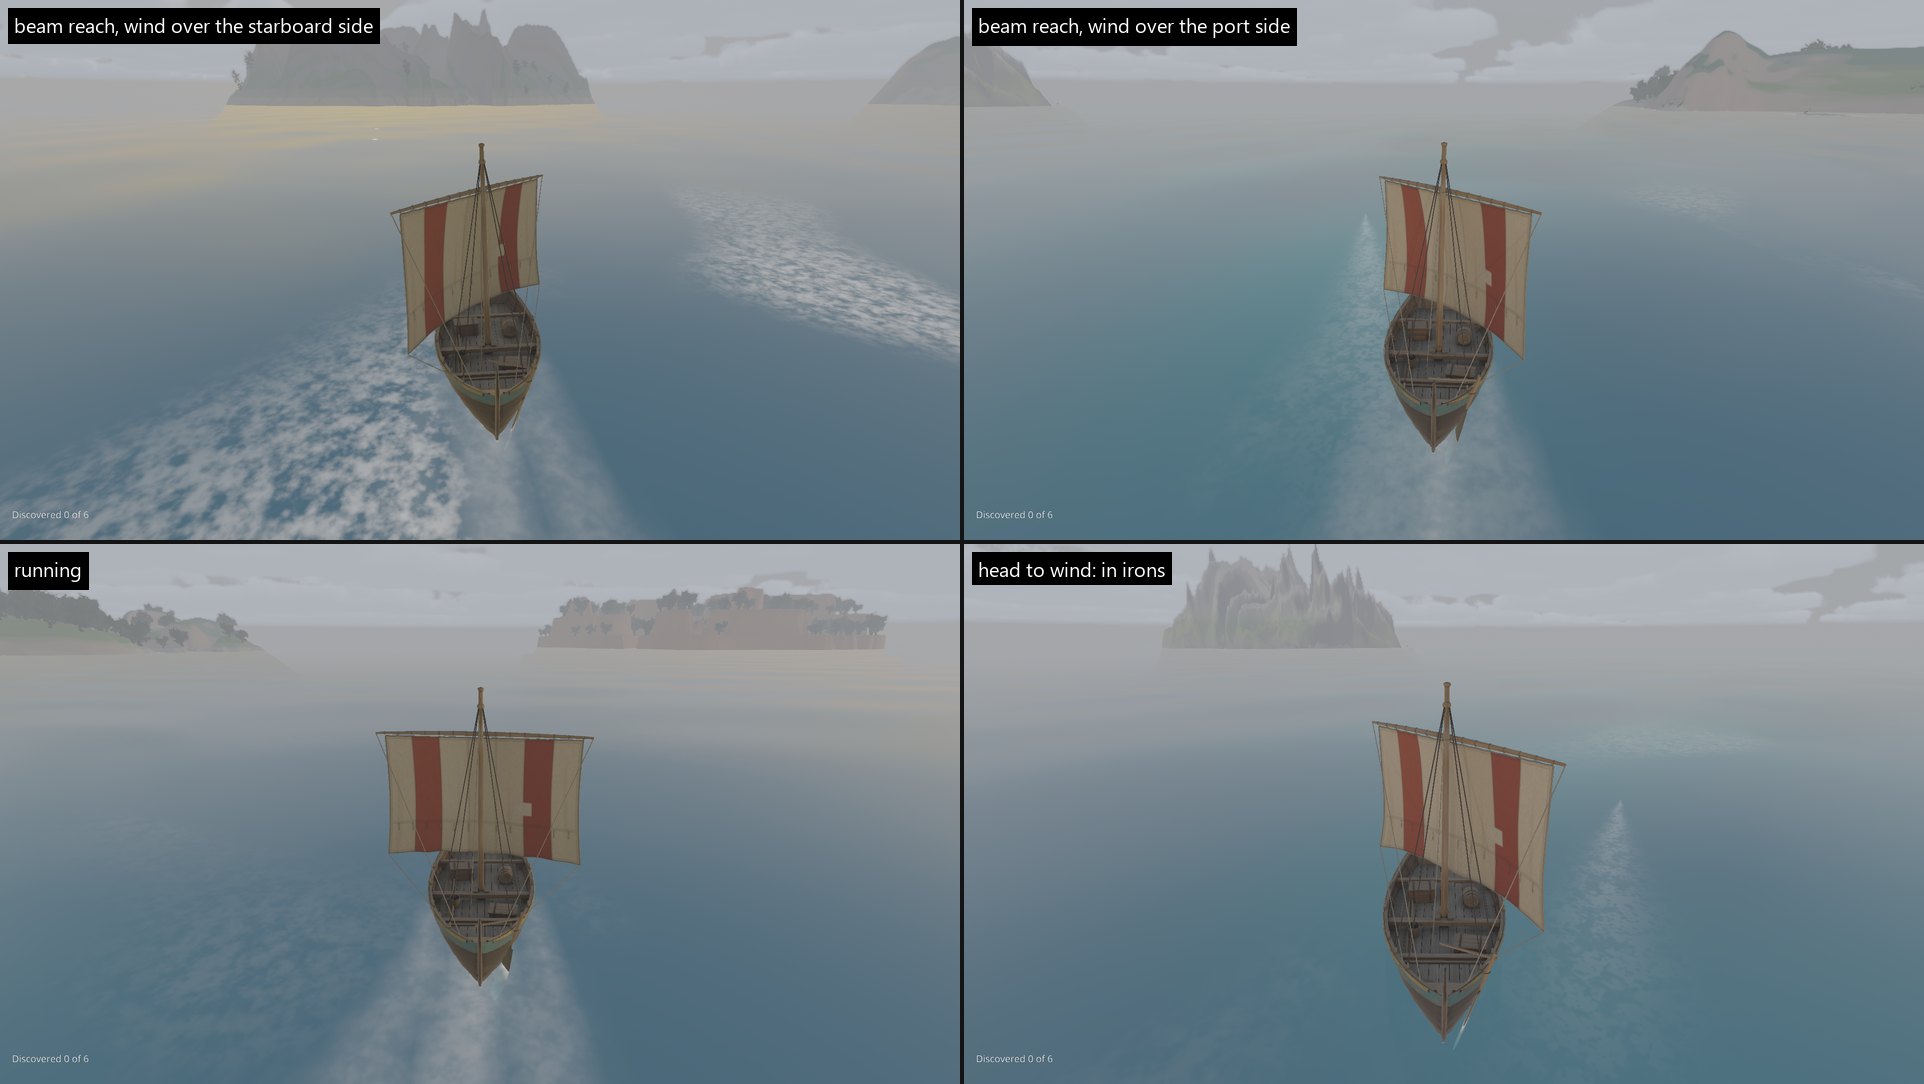 beam reach, wind over the starboard side
beam reach, wind over the port side
Discovered 0 of 6
Discovered 0 of 6
running
head to wind: in irons
Discovered 0 of 6
Discovered 0 of 6